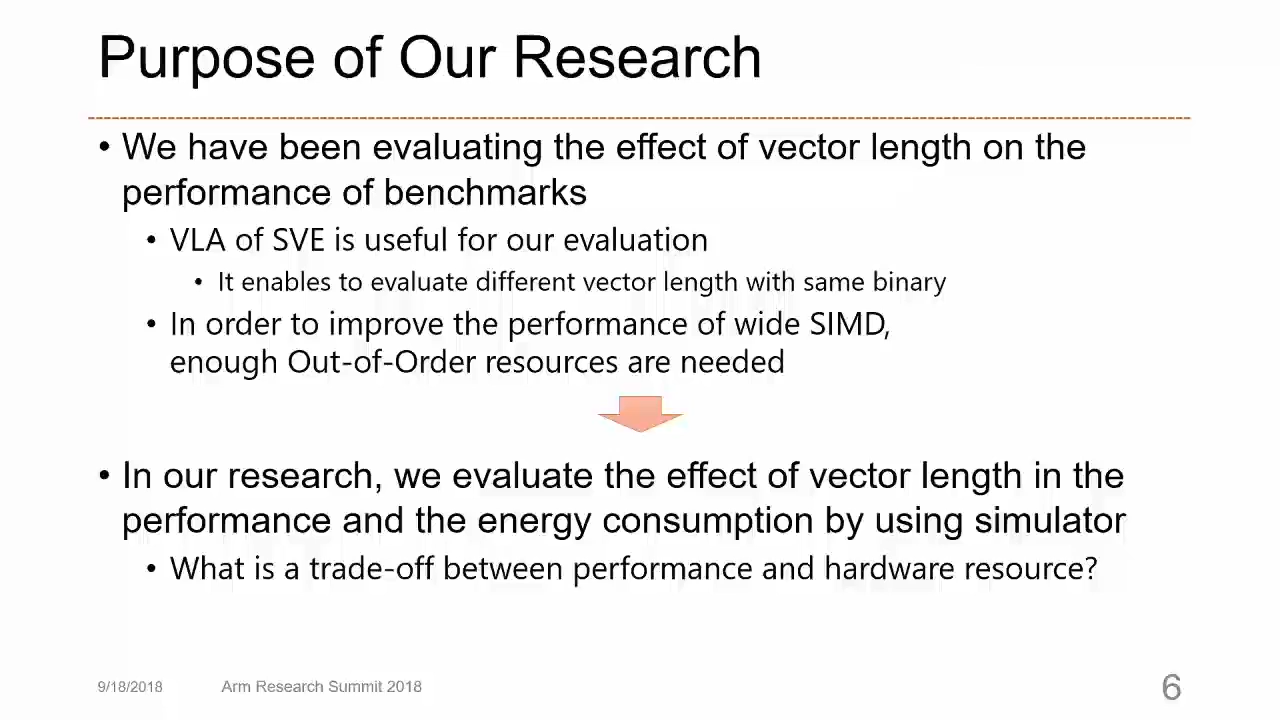 Purpose of Our Research
• We have been evaluating the effect of vector length on the
performance of benchmarks
• VLA of SVE is useful for our evaluation
• It enables to evaluate different vector length with same binary
• In order to improve the performance of wide SIMD,
enough Out-of-Order resources are needed
• In our research, we evaluate the effect of vector length in the
performance and the energy consumption by using simulator
• What is a trade-off between performance and hardware resource?
9/18/2018 Arm Research Summit 2018 6